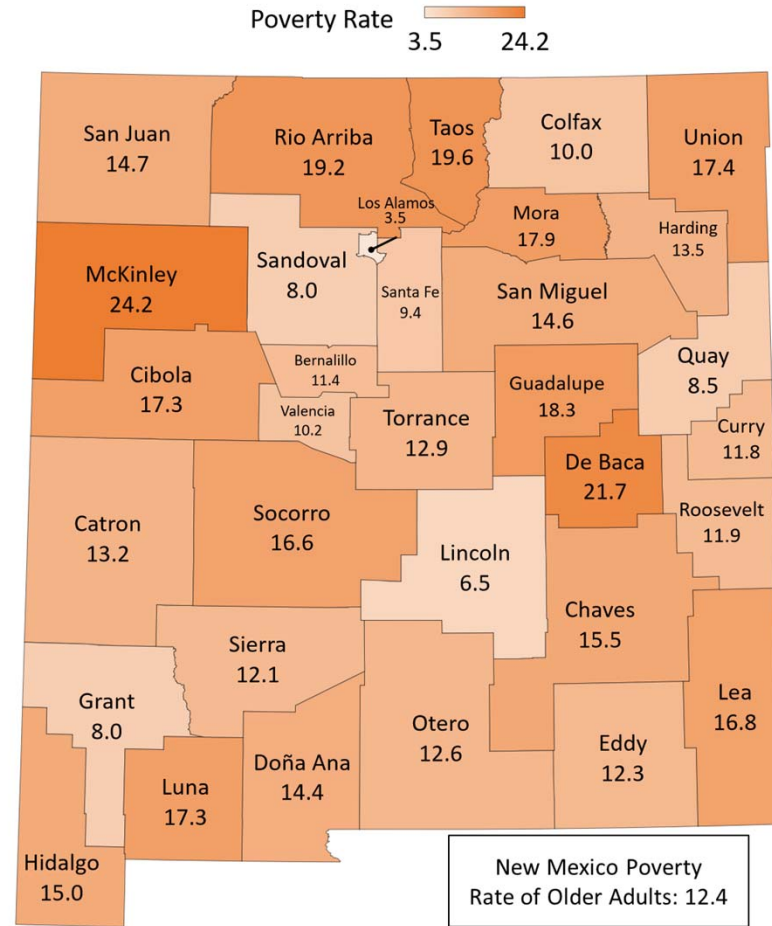 Poverty Rate
3.5 24.2
San Juan
14.7
Rio Arriba
19.2
Taos
19.6
Colfax
10.0
Union
17.4
Los Alamos
3.5
Mora
17.9
Harding
13.5
McKinley
24.2
Sandoval
8.0
Santa Fe
9.4
San Miguel
14.6
Quay
8.5
Cibola
17.3
Bernalillo
11.4
Valencia
10.2
Torrance
12.9
Guadalupe
18.3
Curry
11.8
De Baca
21.7
Roosevelt
11.9
Catron
13.2
Socorro
16.6
Lincoln
6.5
Chaves
15.5
Sierra
12.1
Grant
8.0
Otero
12.6
Lea
16.8
Eddy
12.3
Luna
17.3
Doña Ana
14.4
Hidalgo
15.0
New Mexico Poverty
Rate of Older Adults: 12.4